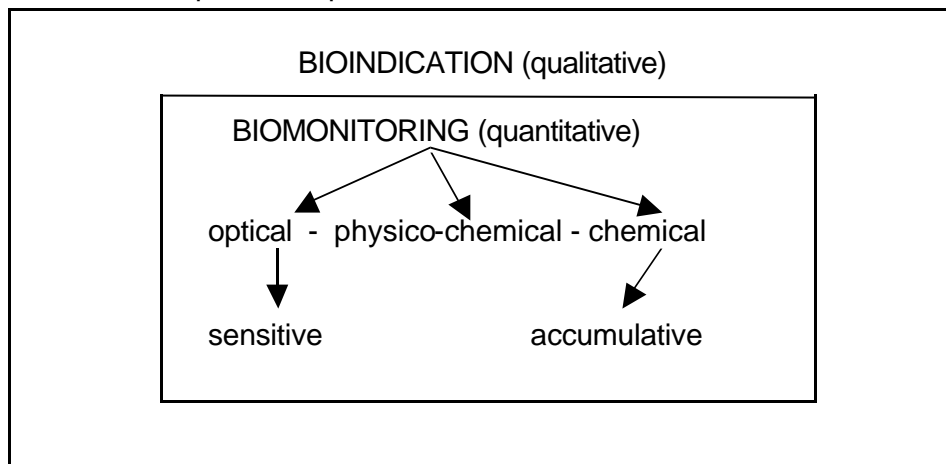 BIOINDICATION (qualitative)
BIOMONITORING (quantitative)
optical - physico-chemical - chemical
sensitive accumulative